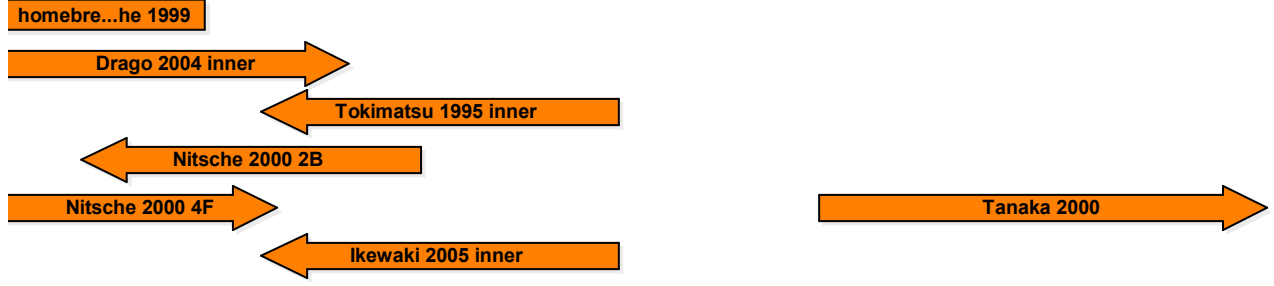 homebre...he 1999
Drago 2004 inner
Tokimatsu 1995 inner
Nitsche 2000 2B
Nitsche 2000 4F
Tanaka 2000
Ikewaki 2005 inner